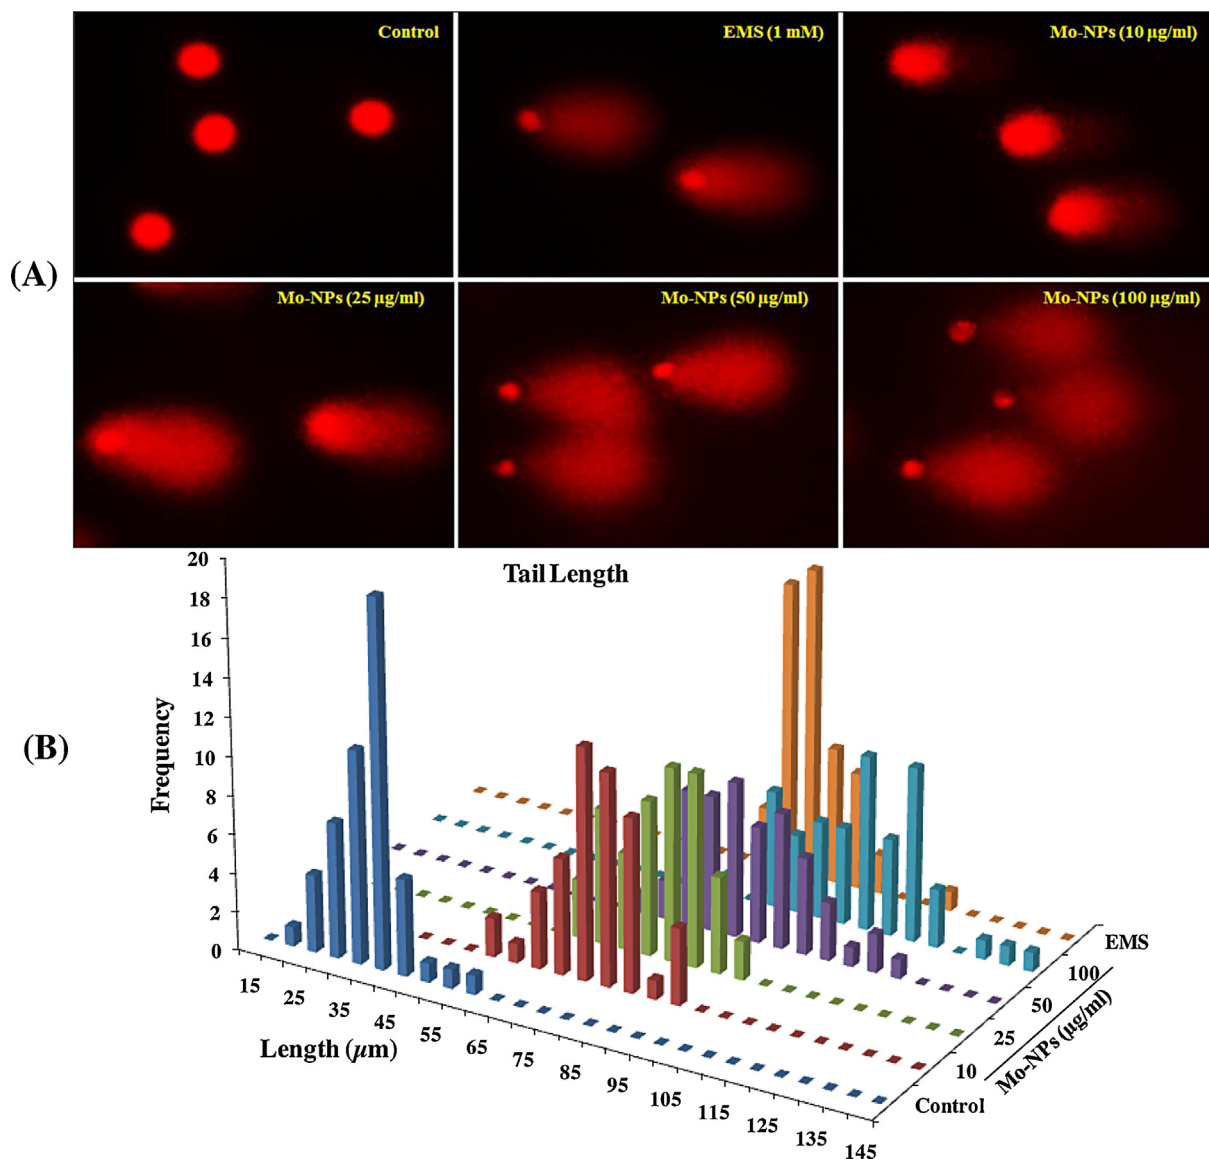 Control
EMS (1 mM)
Mo-NPs (10 µg/ml)
(A)
Mo-NPs (25 µg/ml)
Mo-NPs (50 µg/ml)
Mo-NPs (100 µg/ml)
Tail Length
(B)
Frequency
20
18
16
14
12
10
8
6
4
2
0
15
25
35
45
55
65
75
85
95
105
115
125
135
145
Length (µm)
Control
10
25
50
100
EMS
Mo-NPs (µg/ml)